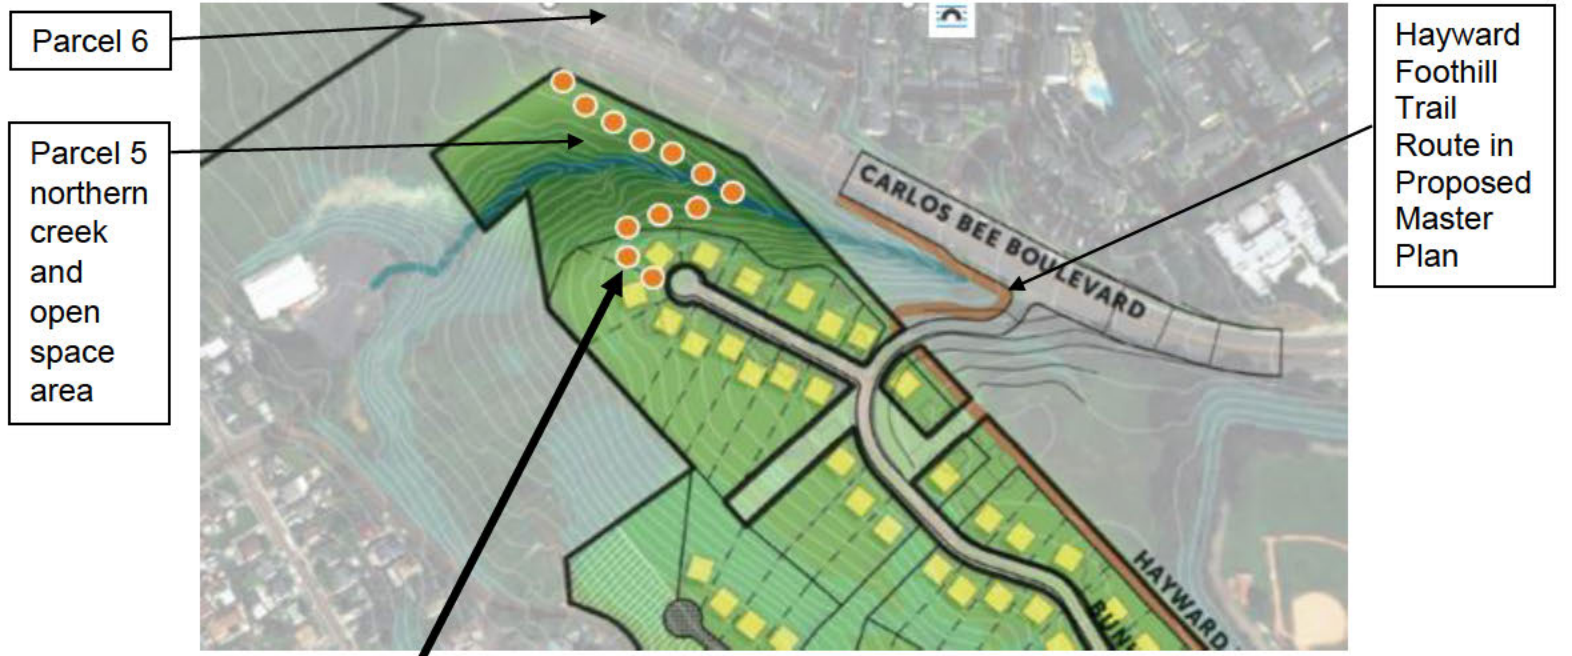 Parcel 6
Parcel 5
northern
creek
and
open
space
area
Hayward
Foothill
Trail
Route in
Proposed
Master
Plan
CARLOS BEE BOULEVARD
HAYWARD